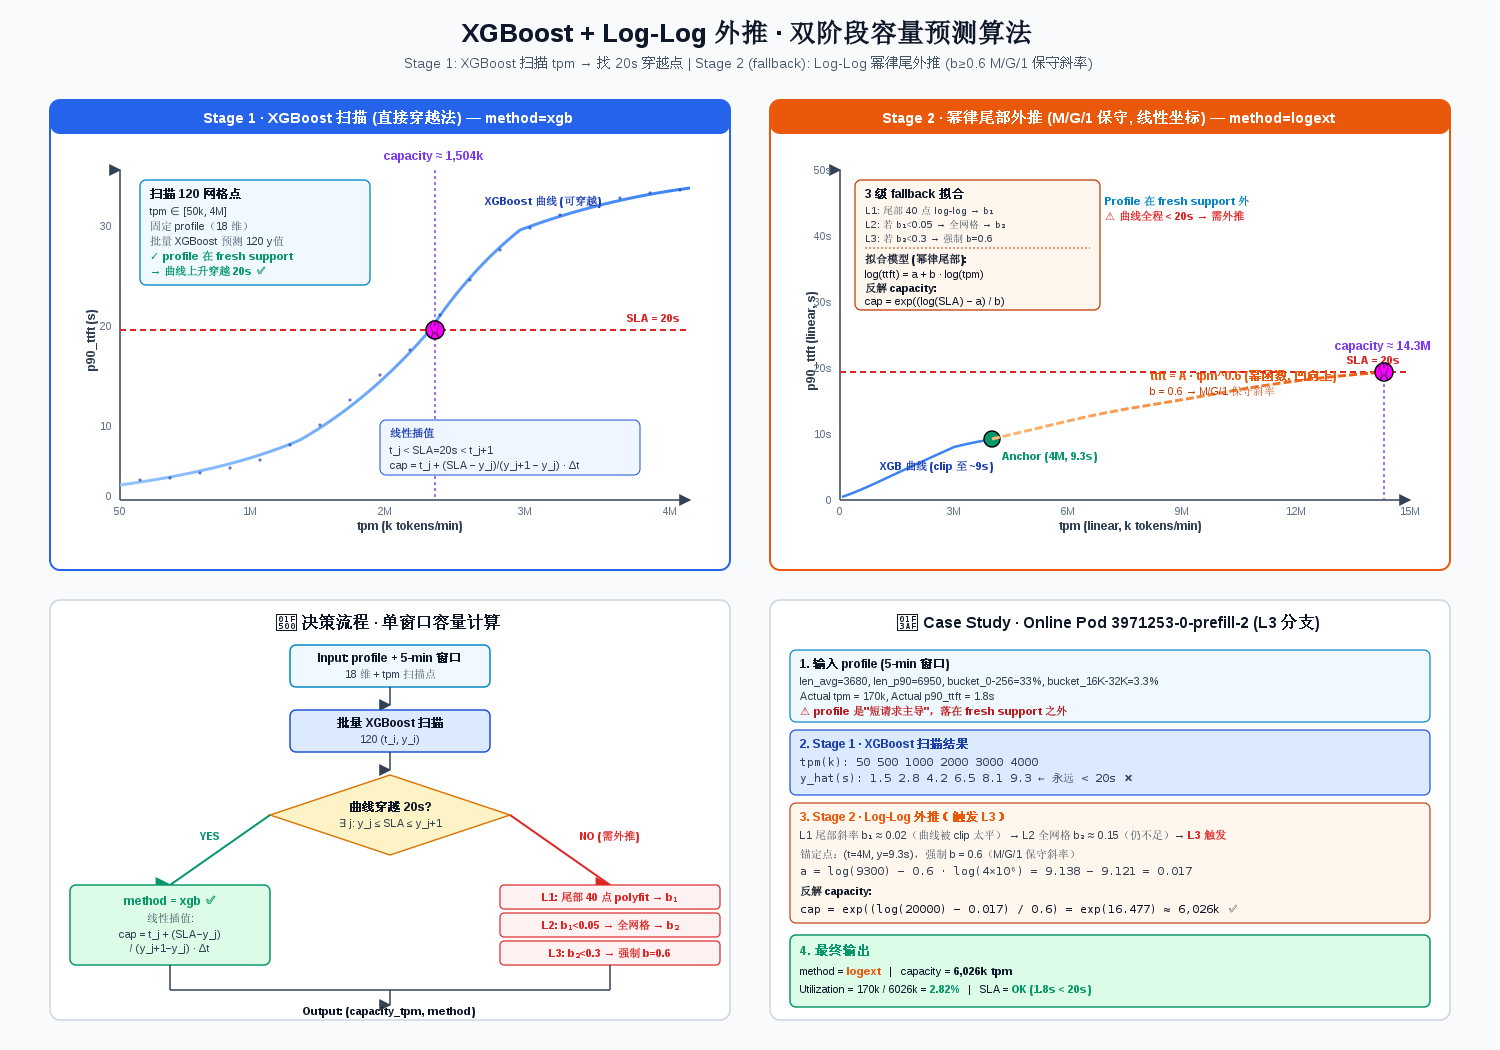 XGBoost + Log-Log 外推 · 双阶段容量预测算法
Stage 1: XGBoost 扫描 tpm → 找 20s 穿越点 | Stage 2 (fallback): Log-Log 幂律尾外推 (b≥0.6 M/G/1 保守斜率)
Stage 1 · XGBoost 扫描 (直接穿越法) — method=xgb
capacity ≈ 1,504k
扫描 120 网格点
tpm ∈ [50k, 4M]
固定 profile（18 维）
批量 XGBoost 预测 120 y值
✓ profile 在 fresh support
→ 曲线上升穿越 20s ✅
XGBoost 曲线 (可穿越)
SLA = 20s
线性插值
t_j < SLA=20s < t_j+1
cap = t_j + (SLA − y_j)/(y_j+1 − y_j) · Δt
p90_ttft (s)
30
20
10
0
50
1M
2M
3M
4M
tpm (k tokens/min)
Stage 2 · 幂律尾部外推 (M/G/1 保守, 线性坐标) — method=logext
3 级 fallback 拟合
L1: 尾部 40 点 log-log → b₁
L2: 若 b₁<0.05 → 全网格 → b₂
L3: 若 b₂<0.3 → 强制 b=0.6
拟合模型 (幂律尾部):
log(ttft) = a + b · log(tpm)
反解 capacity:
cap = exp((log(SLA) − a) / b)
Profile 在 fresh support 外
⚠ 曲线全程 < 20s → 需外推
capacity ≈ 14.3M
SLA = 20s
ttft = A · tpm^0.6 (幂函数, 凹向上)
b = 0.6 → M/G/1 保守斜率
Anchor (4M, 9.3s)
XGB 曲线 (clip 至 ~9s)
p90_ttft (linear, s)
50s
40s
30s
20s
10s
0
0
3M
6M
9M
12M
15M
tpm (linear, k tokens/min)
决策流程 · 单窗口容量计算
Input: profile + 5-min 窗口
18 维 + tpm 扫描点
批量 XGBoost 扫描
120 (t_i, y_i)
曲线穿越 20s?
∃ j: y_j ≤ SLA ≤ y_j+1
YES
NO (需外推)
method = xgb ✅
线性插值:
cap = t_j + (SLA−y_j)
/ (y_j+1−y_j) · Δt
L1: 尾部 40 点 polyfit → b₁
L2: b₁<0.05 → 全网格 → b₂
L3: b₂<0.3 → 强制 b=0.6
Output: (capacity_tpm, method)
Case Study · Online Pod 3971253-0-prefill-2 (L3 分支)
1. 输入 profile (5-min 窗口)
len_avg=3680, len_p90=6950, bucket_0-256=33%, bucket_16K-32K=3.3%
Actual tpm = 170k, Actual p90_ttft = 1.8s
⚠ profile 是"短请求主导"，落在 fresh support 之外
2. Stage 1 · XGBoost 扫描结果
tpm(k): 50 500 1000 2000 3000 4000
y_hat(s): 1.5 2.8 4.2 6.5 8.1 9.3 ← 永远 < 20s ❌
3. Stage 2 · Log-Log 外推（触发 L3）
L1 尾部斜率 b₁ ≈ 0.02（曲线被 clip 太平） → L2 全网格 b₂ ≈ 0.15（仍不足）→ L3 触发
锚定点：(t=4M, y=9.3s)，强制 b = 0.6（M/G/1 保守斜率）
a = log(9300) − 0.6 · log(4×10⁶) = 9.138 − 9.121 = 0.017
反解 capacity:
cap = exp((log(20000) − 0.017) / 0.6) = exp(16.477) ≈ 6,026k ✅
4. 最终输出
method = logext | capacity = 6,026k tpm
Utilization = 170k / 6026k = 2.82% | SLA = OK (1.8s < 20s)